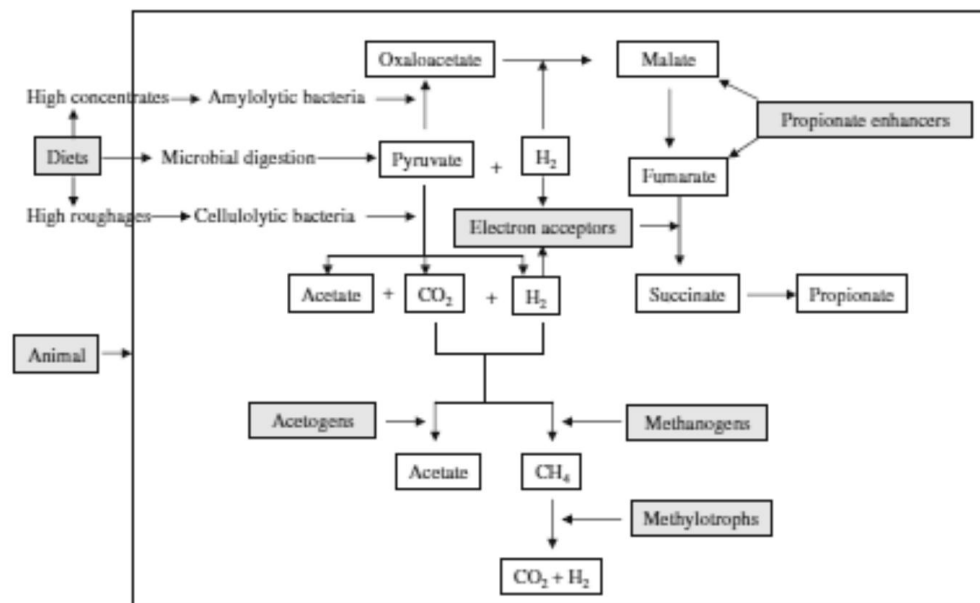 Oxaloacetate
Malate
High concentrates
Amylolytic bacteria
Propionate enhancers
Diets
Microbial digestion
Pyruvate
+
H₂
Fumarate
High roughages
Cellulolytic bacteria
Electron acceptors
Acetate
+
CO₂
+
H₂
Succinate
Propionate
Animal
Acetogens
Methanogens
Acetate
CH₄
Methylotrophs
CO₂ + H₂